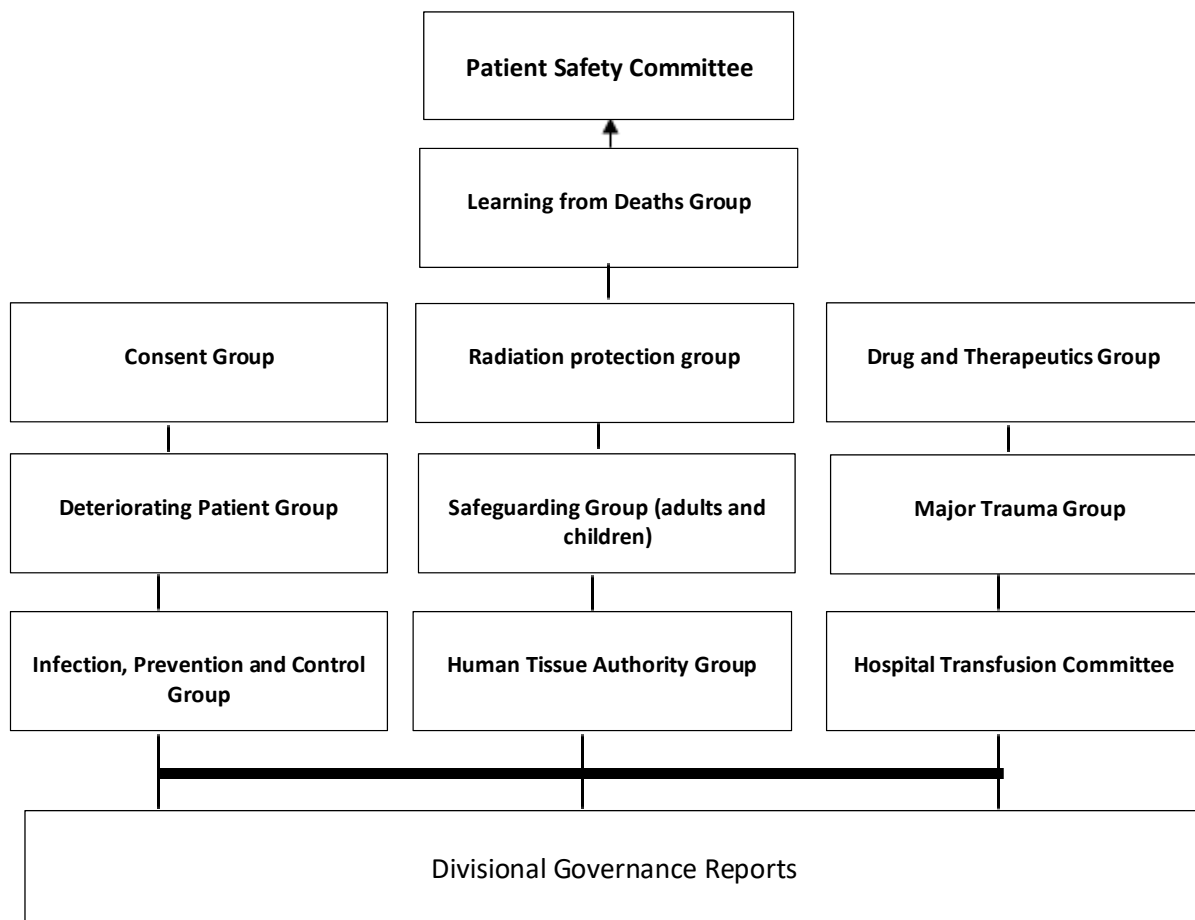 Patient Safety Committee
Learning from Deaths Group
Consent Group
Radiation protection group
Drug and Therapeutics Group
Deteriorating Patient Group
Safeguarding Group (adults and
children)
Major Trauma Group
Infection, Prevention and Control
Group
Human Tissue Authority Group
Hospital Transfusion Committee
Divisional Governance Reports